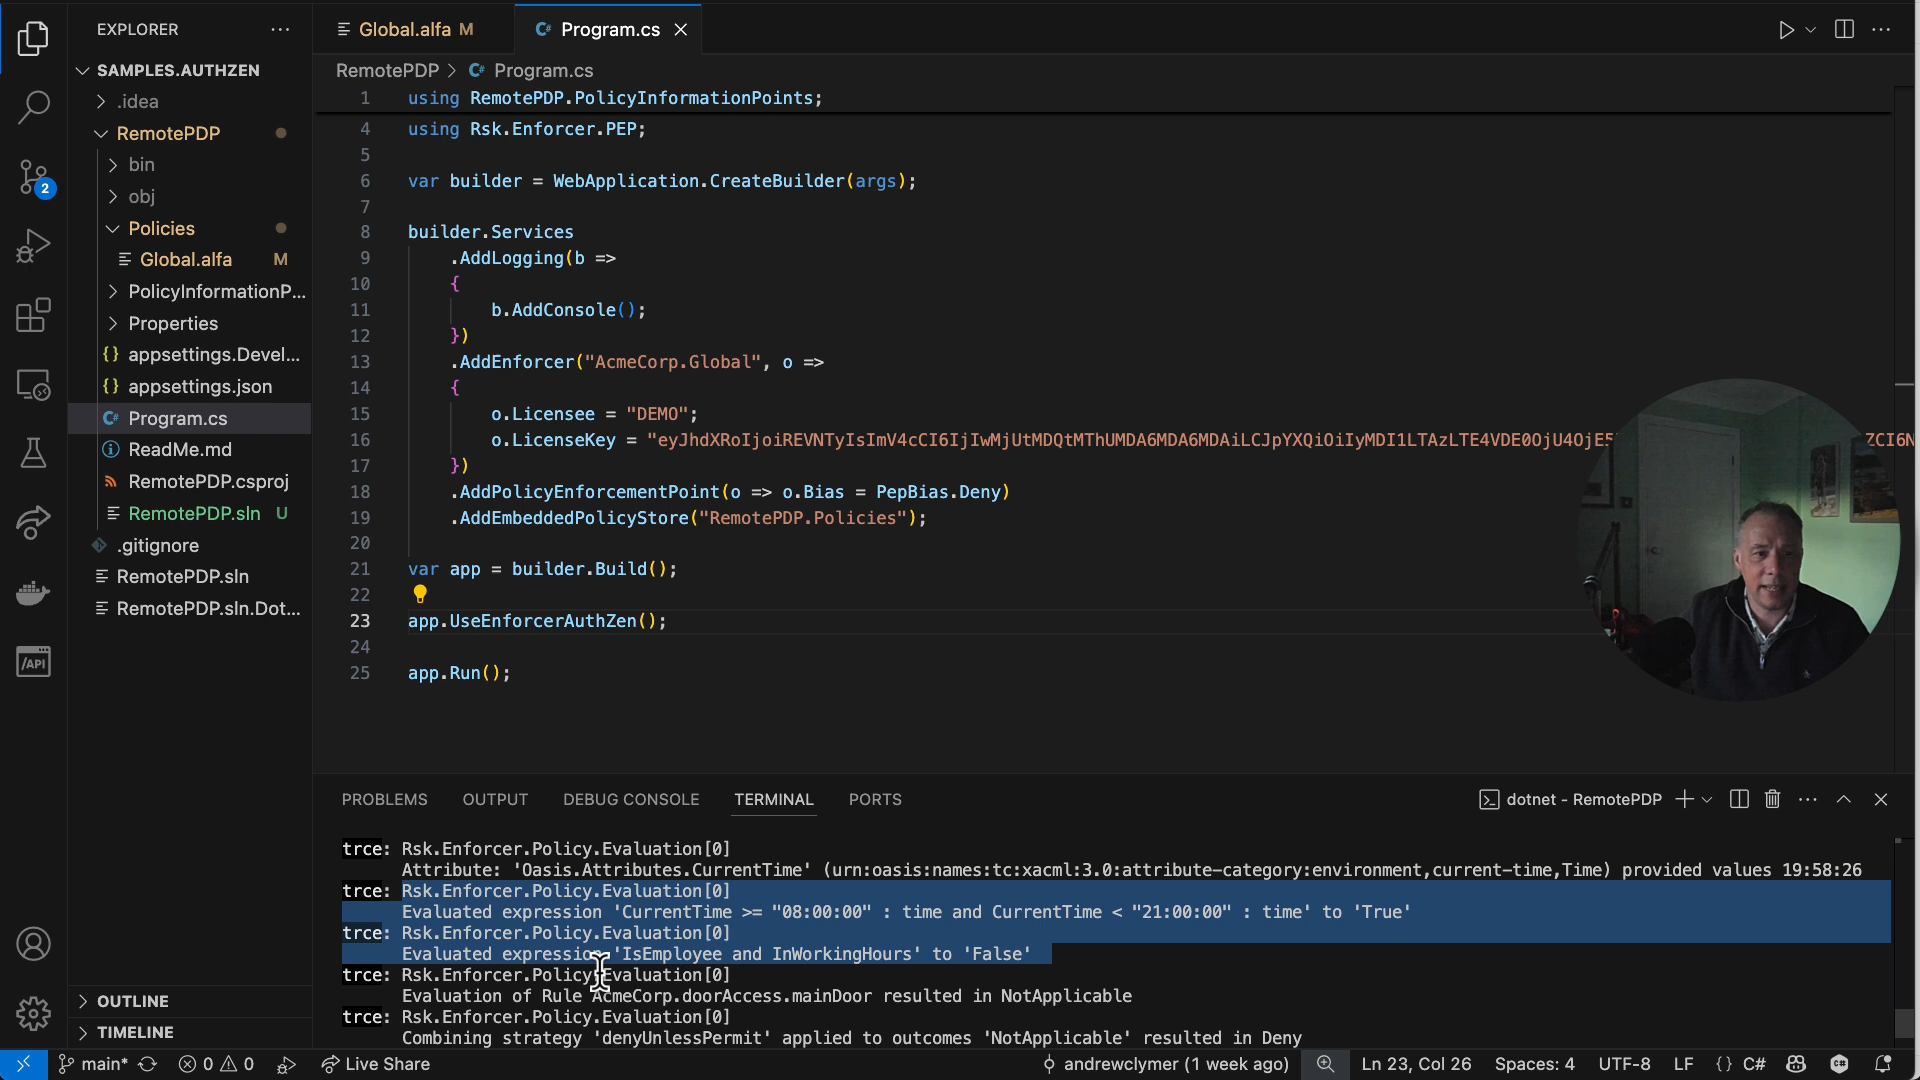 EXPLORER
SAMPLES.AUTHZEN
.idea
RemotePDP
bin
obj
Policies
Global.alfa M
PolicyInformationP...
Properties
{} appsettings.Devel...
{} appsettings.json
C# Program.cs
ReadMe.md
RemotePDP.csproj
RemotePDP.sln U
.gitignore
RemotePDP.sln
RemotePDP.sln.Dot...
OUTLINE
TIMELINE
2
/API
Global.alfa M
C# Program.cs
RemotePDP > C# Program.cs
1 using RemotePDP.PolicyInformationPoints;
4 using Rsk.Enforcer.PEP;
5
6 var builder = WebApplication.CreateBuilder(args);
7
8 builder.Services
9 .AddLogging(b =>
10 {
11 b.AddConsole();
12 })
13 .AddEnforcer("AcmeCorp.Global", o =>
14 {
15 o.Licensee = "DEMO";
16 o.LicenseKey = "eyJhdXRoIjoiREVNTyIsImV4cCI6IjIwMjUtMDQtMThUMDA6MDA6MDAiLCJpYXQiOiIyMDI1LTAzLTE4VDE0OjU4OjE5 ZCI6N
17 })
18 .AddPolicyEnforcementPoint(o => o.Bias = PepBias.Deny)
19 .AddEmbeddedPolicyStore("RemotePDP.Policies");
20
21 var app = builder.Build();
22
23 app.UseEnforcerAuthZen();
24
25 app.Run();
PROBLEMS OUTPUT DEBUG CONSOLE TERMINAL PORTS
dotnet - RemotePDP
trce: Rsk.Enforcer.Policy.Evaluation[0]
Attribute: 'Oasis.Attributes.CurrentTime' (urn:oasis:names:tc:xacml:3.0:attribute-category:environment,current-time,Time) provided values 19:58:26
trce: Rsk.Enforcer.Policy.Evaluation[0]
Evaluated expression 'CurrentTime >= "08:00:00" : time and CurrentTime < "21:00:00" : time' to 'True'
trce: Rsk.Enforcer.Policy.Evaluation[0]
Evaluated expression 'IsEmployee and InWorkingHours' to 'False'
trce: Rsk.Enforcer.Policy.Evaluation[0]
Evaluation of Rule AcmeCorp.doorAccess.mainDoor resulted in NotApplicable
trce: Rsk.Enforcer.Policy.Evaluation[0]
Combining strategy 'denyUnlessPermit' applied to outcomes 'NotApplicable' resulted in Deny
main* 0 0 Live Share andrewclymer (1 week ago) Ln 23, Col 26 Spaces: 4 UTF-8 LF {} C#